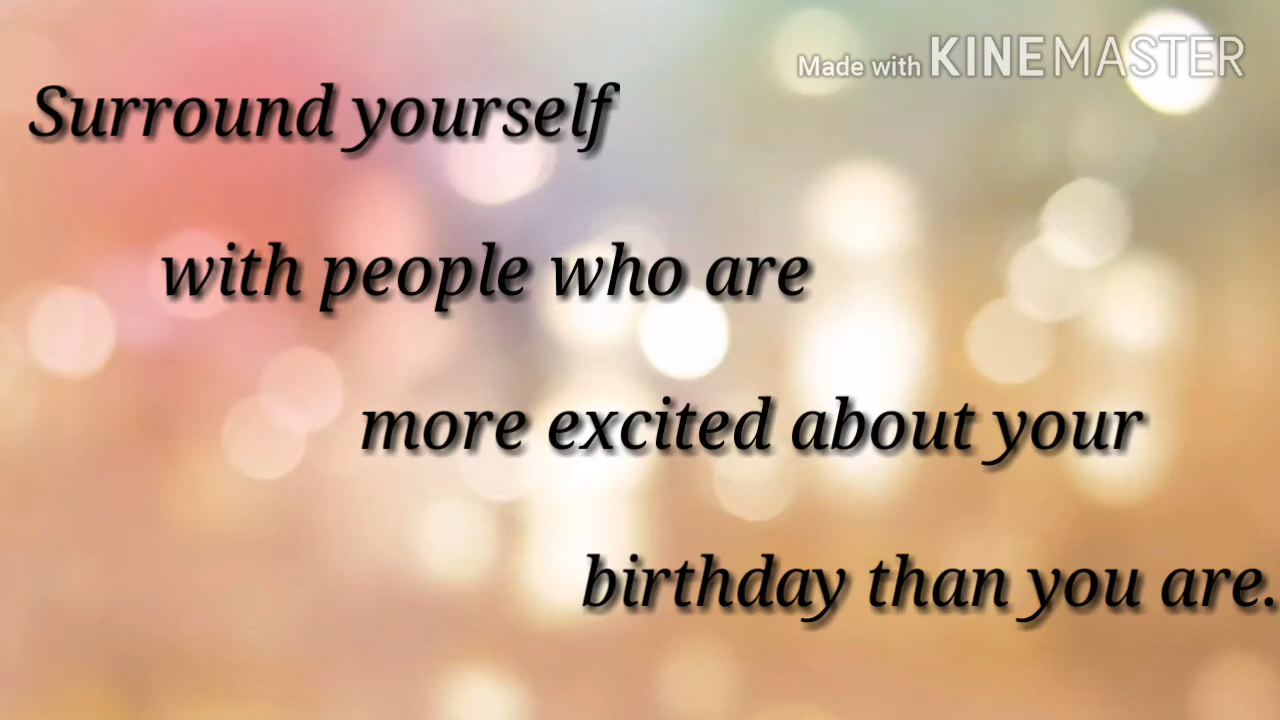 Made with KINEMASTER
Surround yourself
with people who are
more excited about your
birthday than you are.